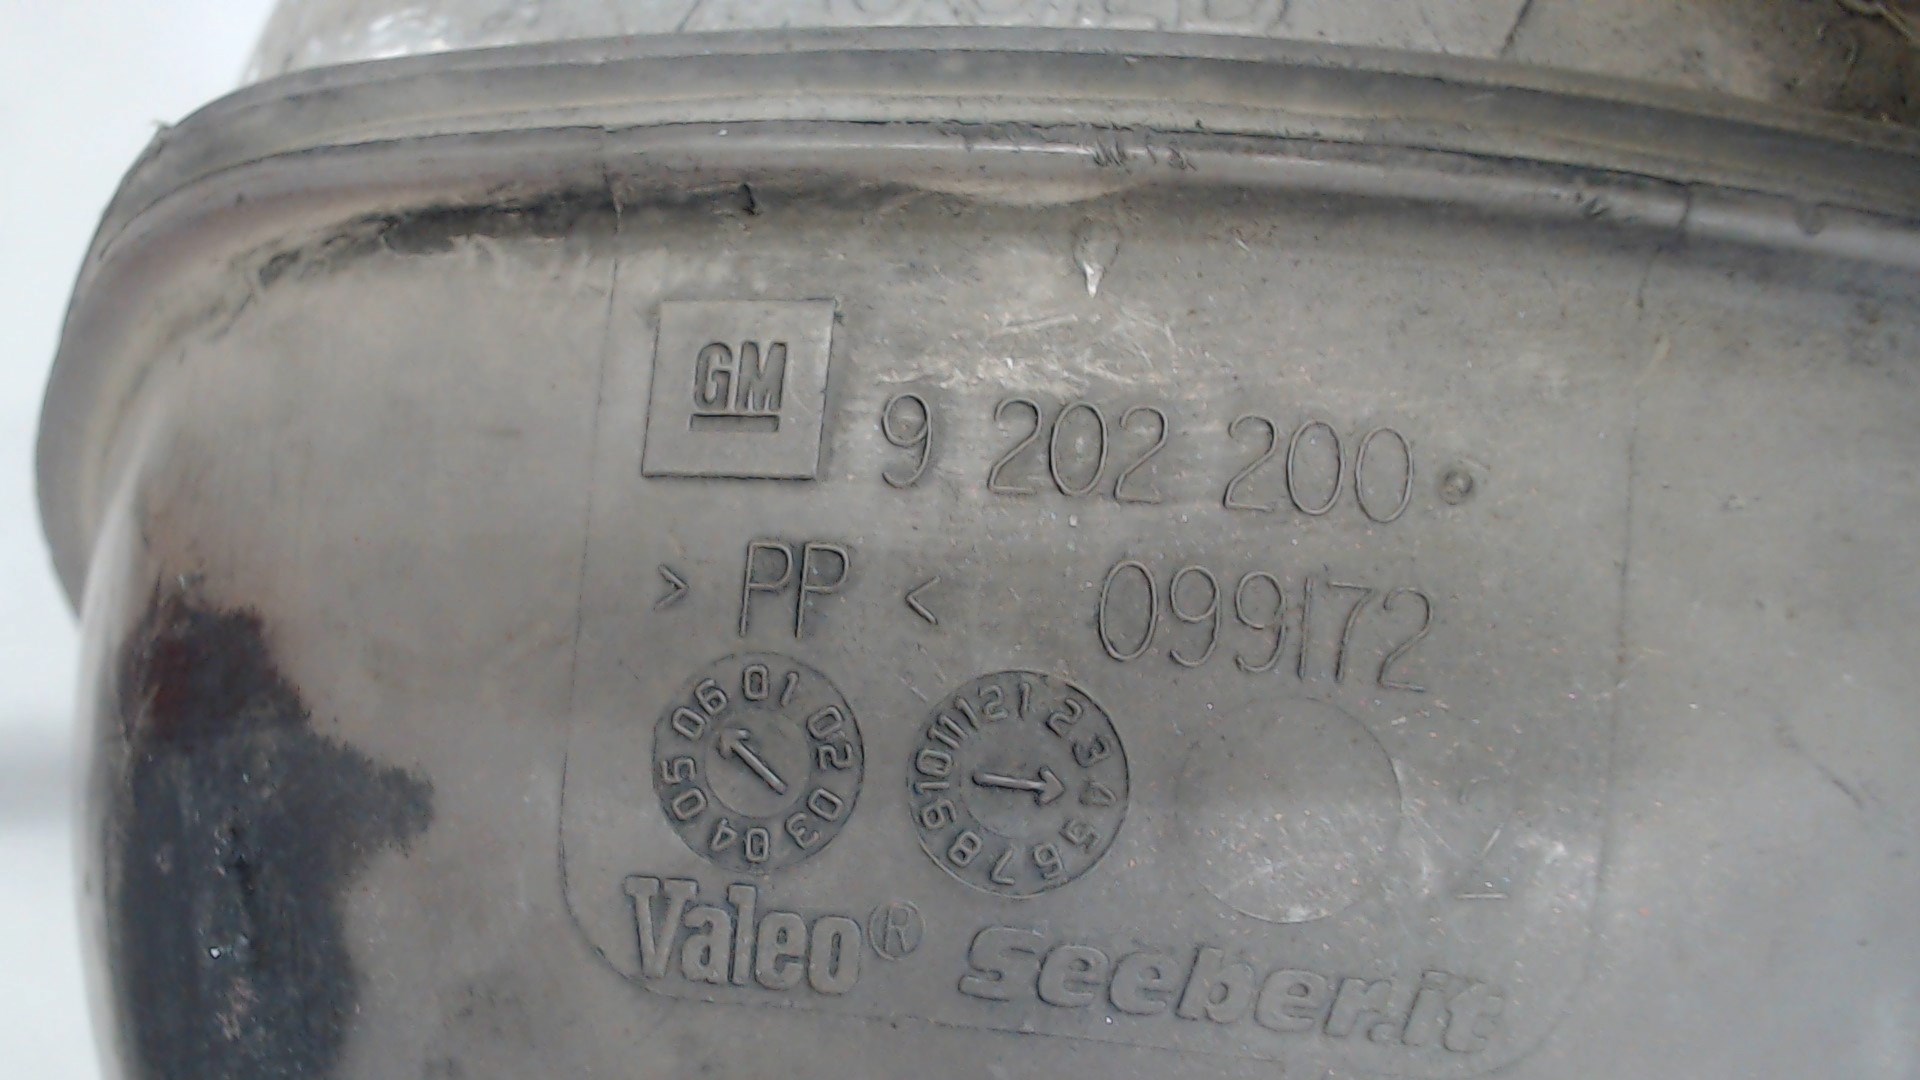 GM
9 202 200
> PP < 099172
01 02 03 04 05 06
1 2 3 4 5 6 7 8 9 10 11 12
Valeo® Seeber.it